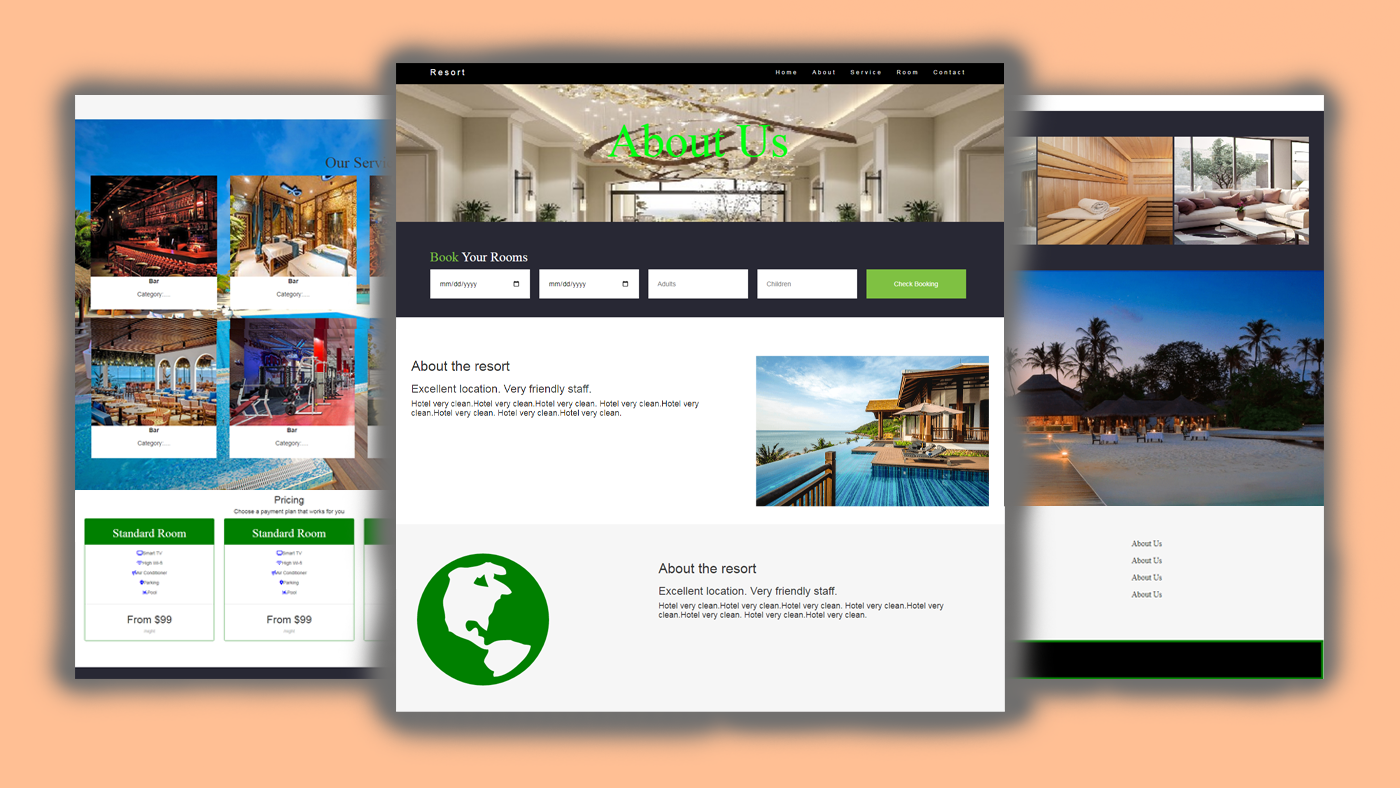 Our Servi
Bar
Category:....
Bar
Category:....
Bar
Category:....
Bar
Category:....
Pricing
Choose a payment plan that works for you
Standard Room
Smart TV
High Wi-fi
Air Conditioner
Parking
Pool
From $99
night
Standard Room
Smart TV
High Wi-fi
Air Conditioner
Parking
Pool
From $99
night
Resort
Home About Service Room Contact
About Us
Book Your Rooms
mm/dd/yyyy mm/dd/yyyy Adults Children Check Booking
About the resort
Excellent location. Very friendly staff.
Hotel very clean.Hotel very clean.Hotel very clean. Hotel very clean.Hotel very
clean.Hotel very clean. Hotel very clean.Hotel very clean.
About the resort
Excellent location. Very friendly staff.
Hotel very clean.Hotel very clean.Hotel very clean. Hotel very clean.Hotel very
clean.Hotel very clean. Hotel very clean.Hotel very clean.
About Us
About Us
About Us
About Us